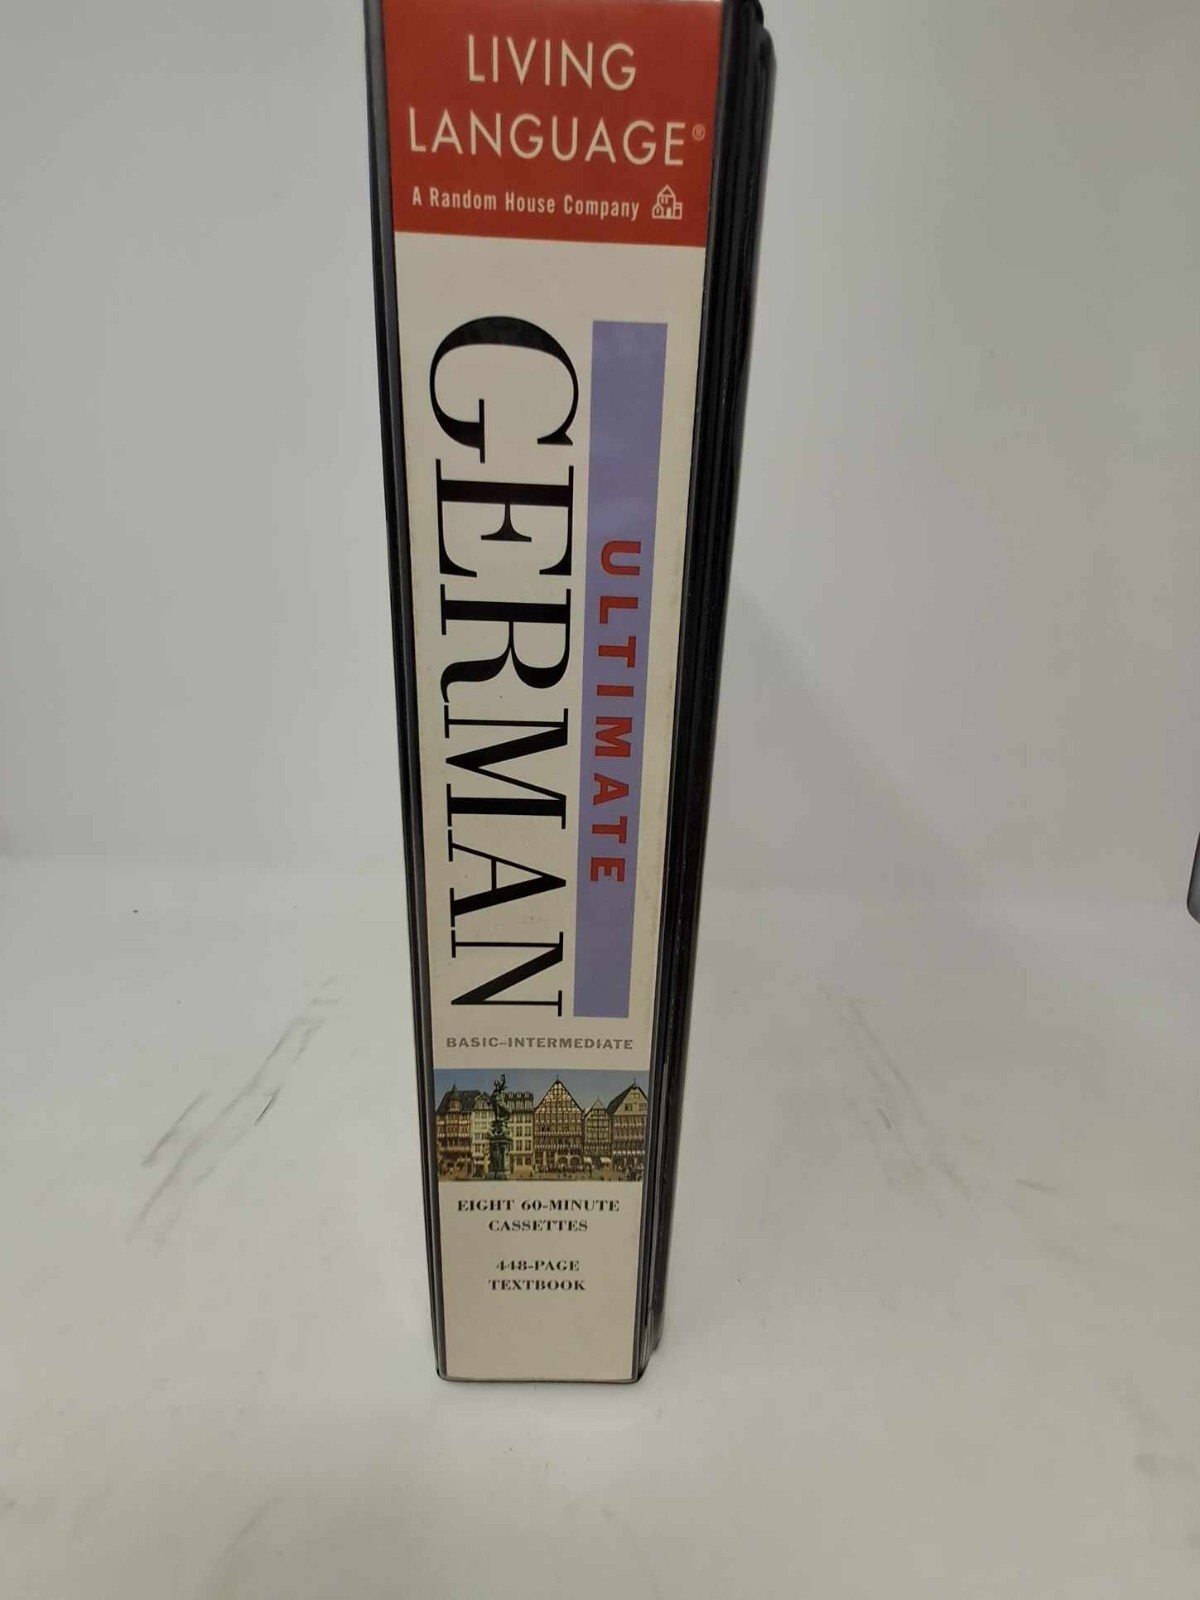 LIVING
LANGUAGE®
A Random House Company
ULTIMATE
GERMAN
BASIC–INTERMEDIATE
EIGHT 60-MINUTE
CASSETTES
448-PAGE
TEXTBOOK